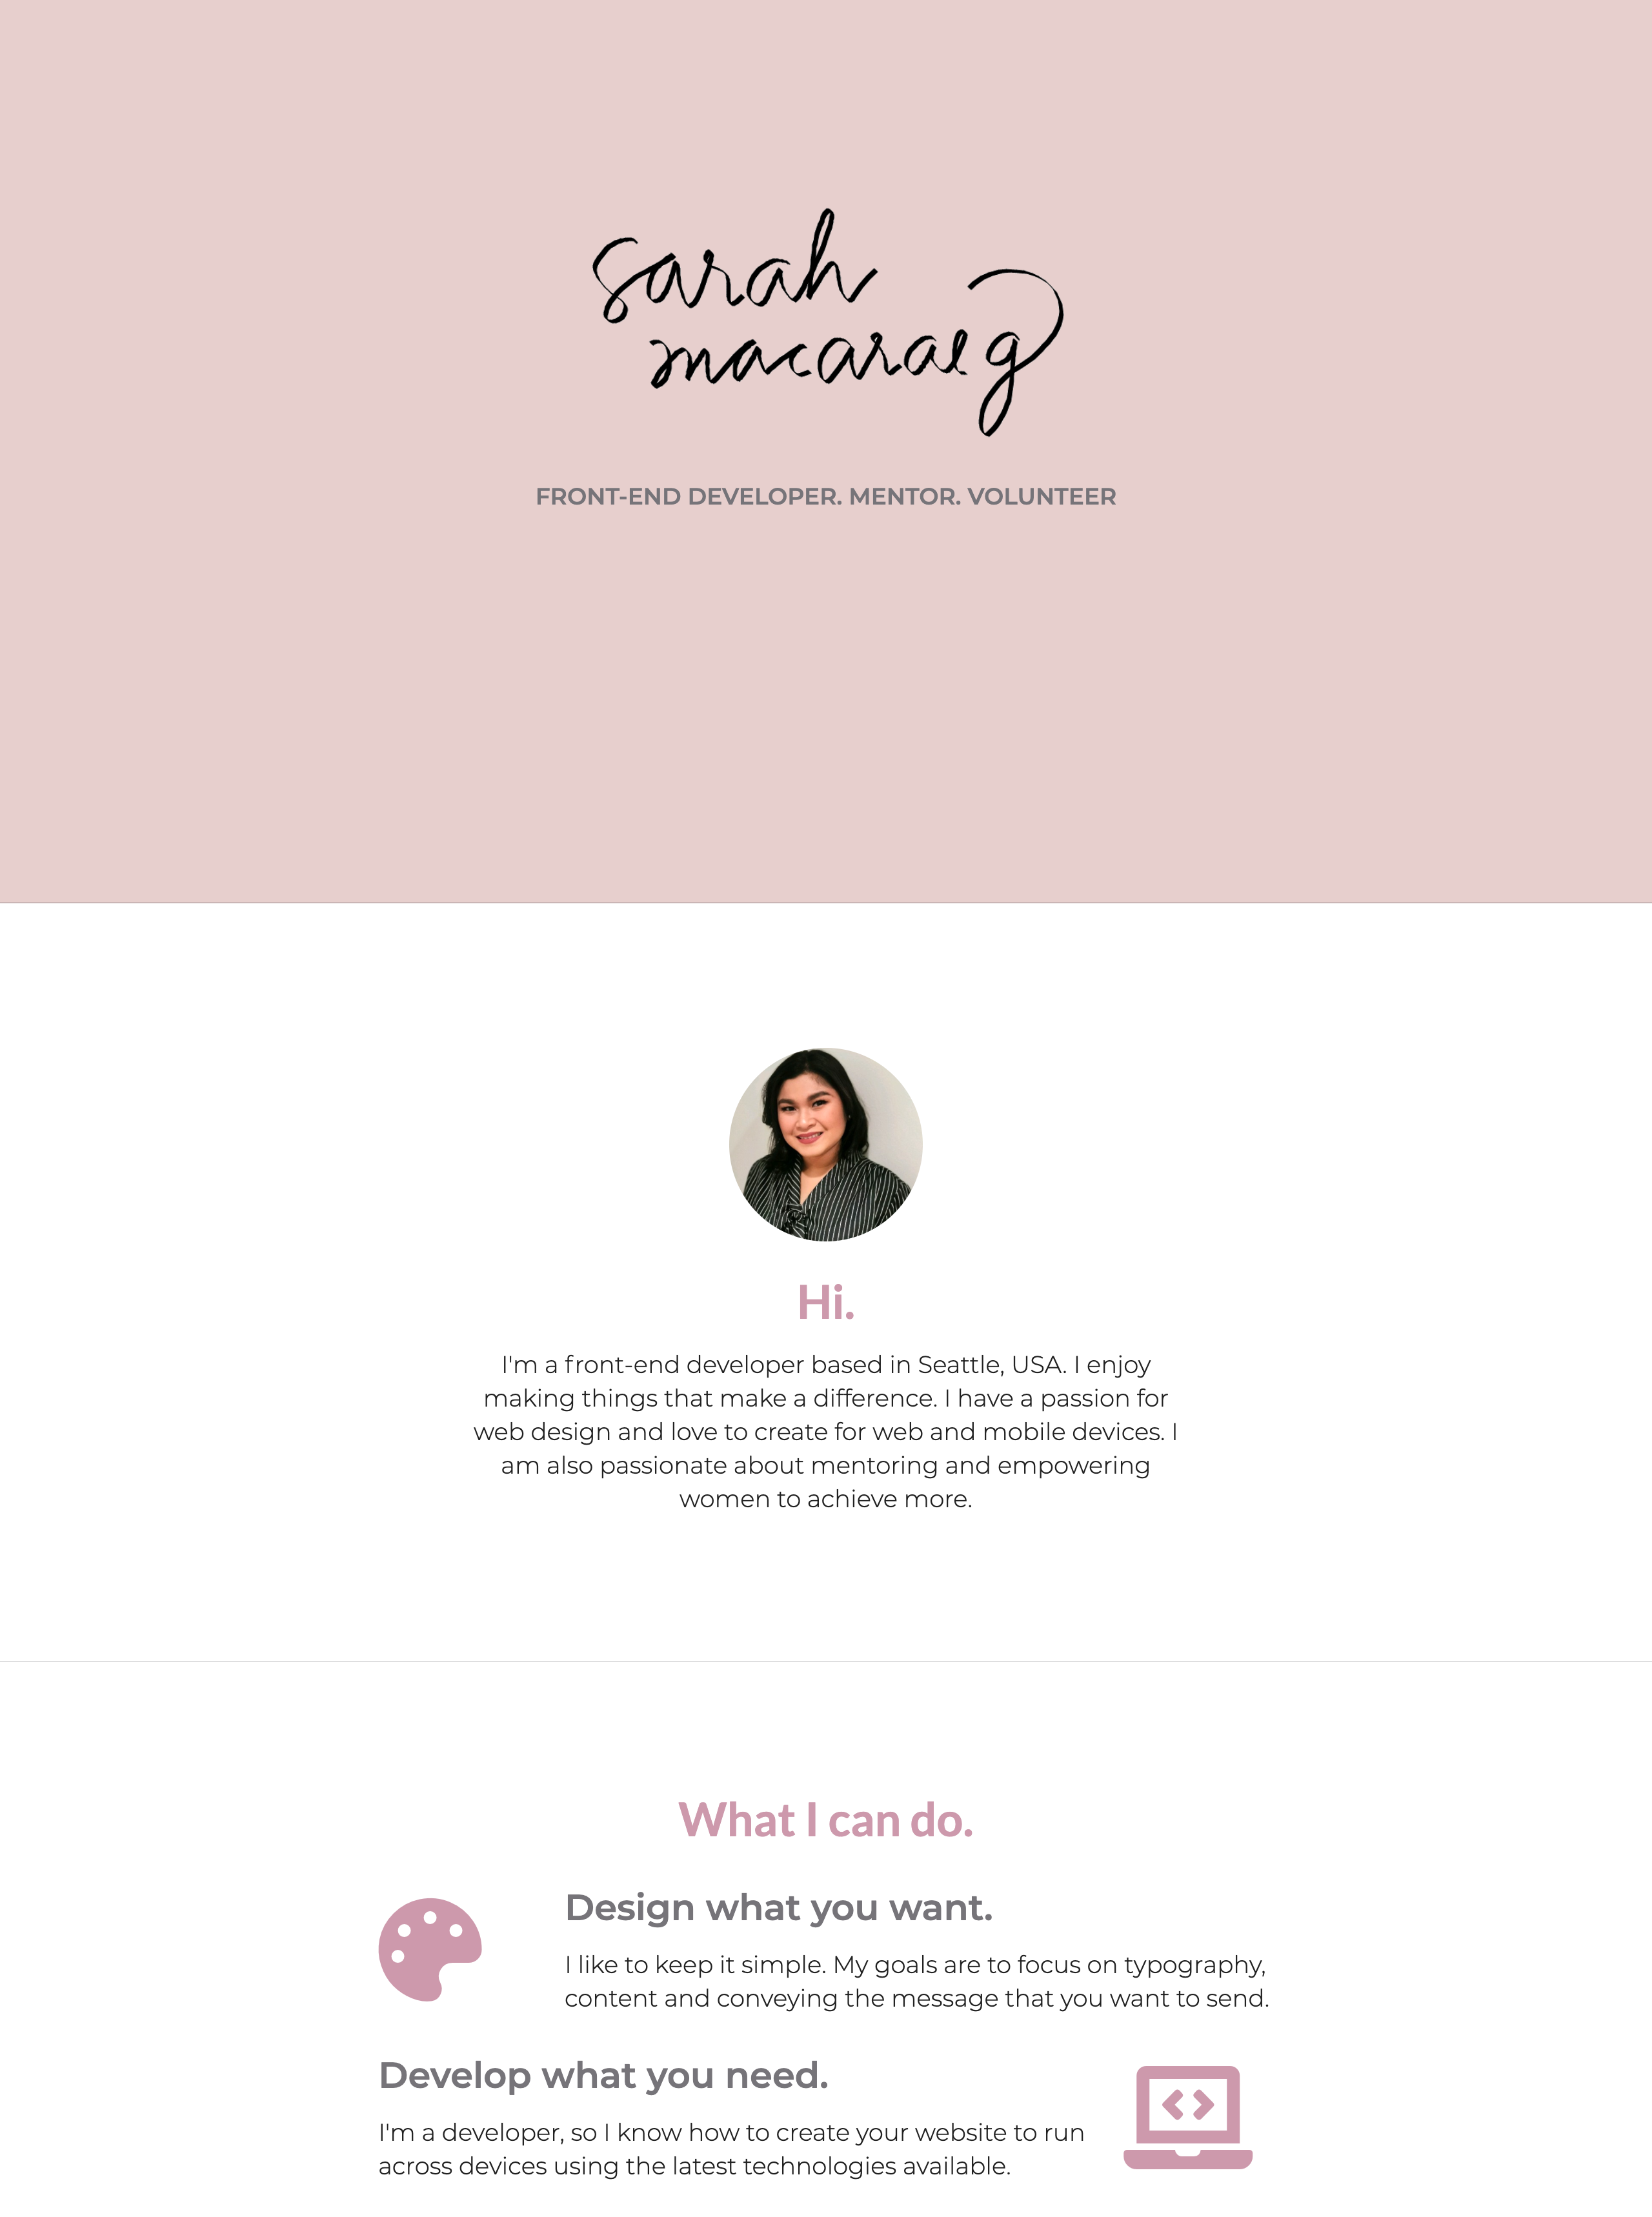 sarah
macaraeg
FRONT-END DEVELOPER. MENTOR. VOLUNTEER
Hi.
I'm a front-end developer based in Seattle, USA. I enjoy
making things that make a difference. I have a passion for
web design and love to create for web and mobile devices. I
am also passionate about mentoring and empowering
women to achieve more.
What I can do.
Design what you want.
I like to keep it simple. My goals are to focus on typography,
content and conveying the message that you want to send.
Develop what you need.
I'm a developer, so I know how to create your website to run
across devices using the latest technologies available.